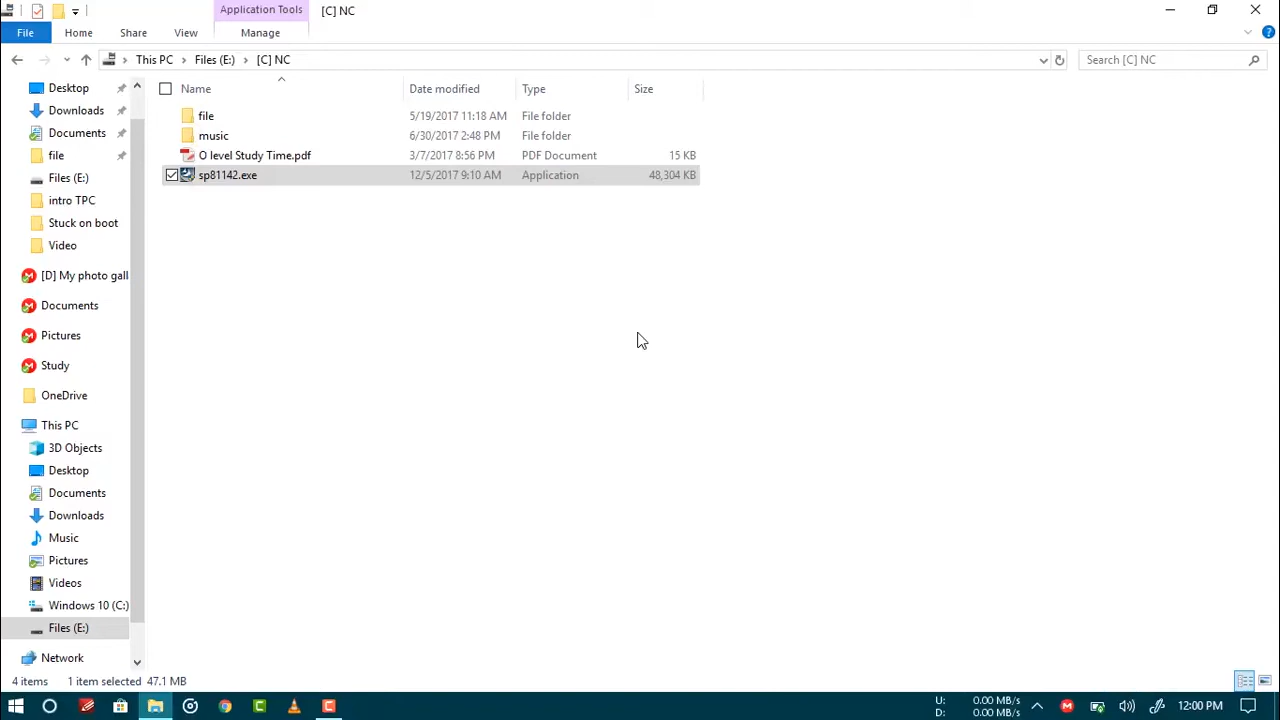 Application Tools [C] NC
File Home Share View Manage
This PC Files (E:) [C] NC Search [C] NC
Name Date modified Type Size
file 5/19/2017 11:18 AM File folder
music 6/30/2017 2:48 PM File folder
O level Study Time.pdf 3/7/2017 8:56 PM PDF Document 15 KB
sp81142.exe 12/5/2017 9:10 AM Application 48,304 KB
Desktop
Downloads
Documents
file
Files (E:)
intro TPC
Stuck on boot
Video
[D] My photo gall
Documents
Pictures
Study
OneDrive
This PC
3D Objects
Desktop
Documents
Downloads
Music
Pictures
Videos
Windows 10 (C:)
Files (E:)
Network
4 items 1 item selected 47.1 MB
U: 0.00 MB/s
D: 0.00 MB/s
12:00 PM